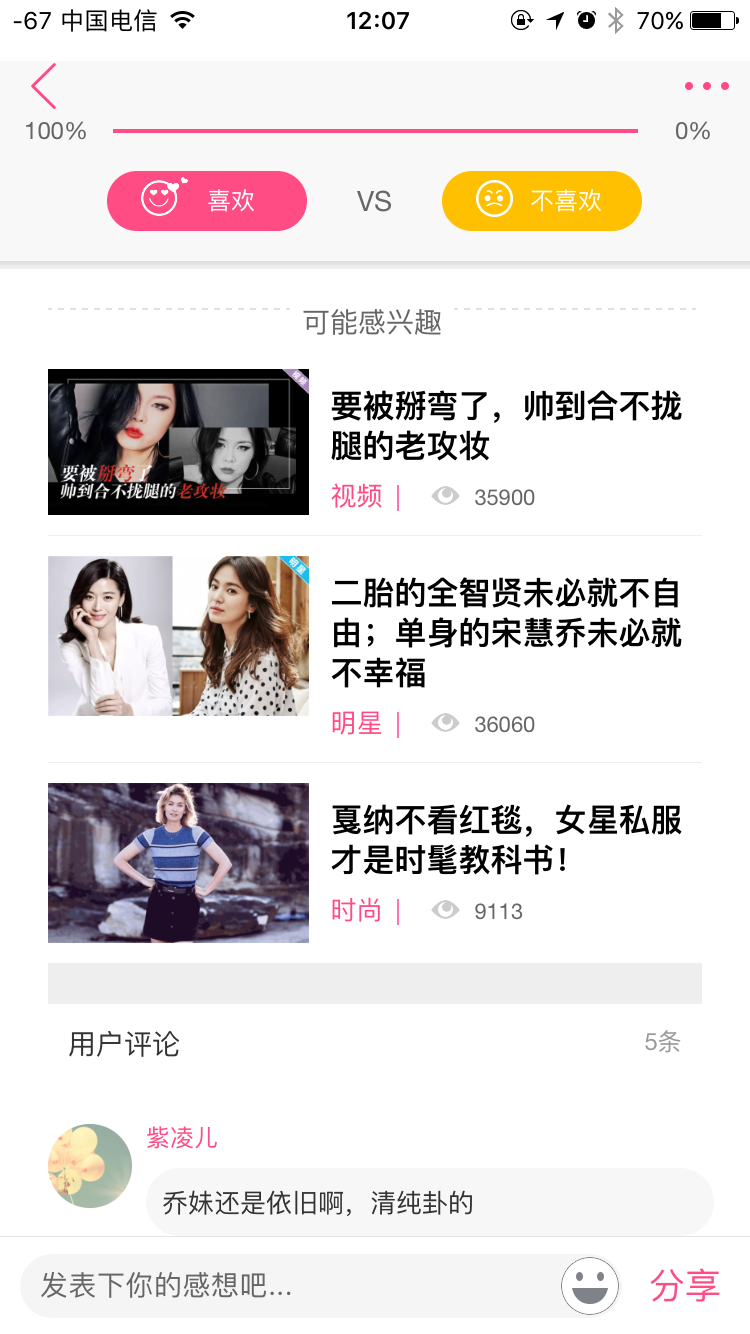 -67 中国电信 12:07 70%
100% 0%
喜欢 VS 不喜欢
可能感兴趣
视频
要被掰弯了
帅到合不拢腿的老攻妆
要被掰弯了，帅到合不拢
腿的老攻妆
视频 | 35900
明星
二胎的全智贤未必就不自
由；单身的宋慧乔未必就
不幸福
明星 | 36060
戛纳不看红毯，女星私服
才是时髦教科书！
时尚 | 9113
用户评论 5条
紫凌儿
乔妹还是依旧啊，清纯卦的
发表下你的感想吧... 分享